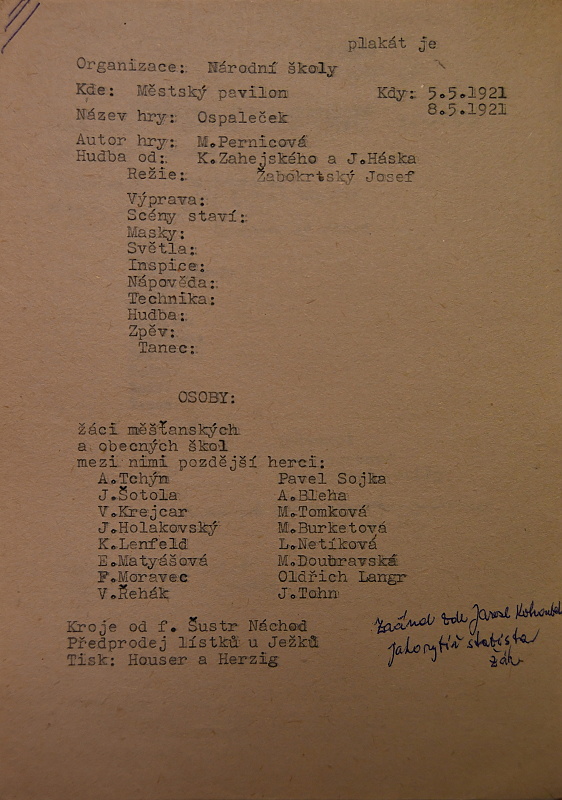 plakát je
Organizace: Národní školy
Kde: Městský pavilon Kdy: 5.5.1921
8.5.1921
Název hry: Ospaleček
Autor hry: M.Pernicová
Hudba od: K.Zahejského a J.Háska
Režie: Žabokrtský Josef
Výprava:
Scény staví:
Masky:
Světla:
Inspice:
Nápověda:
Technika:
Hudba:
Zpěv:
Tanec:
OSOBY:
žáci měšťanských
a obecných škol
mezi nimi pozdější herci:
A.Tchýn Pavel Sojka
J.Šotola A.Bleha
V.Krejcar M.Tomková
J.Holakovský M.Burketová
K.Lenfeld L.Netíková
E.Matyášová M.Doubravská
F.Moravec Oldřich Langr
V.Řehák J.Tohn
Kroje od f. Šustr Náchod
Předprodej lístků u Ježků
Tisk: Houser a Herzig
zde
statista
žák